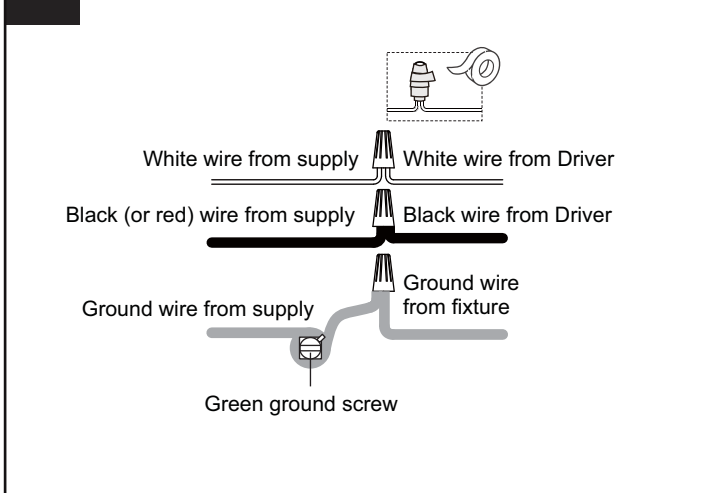 White wire from supply
White wire from Driver
Black (or red) wire from supply
Black wire from Driver
Ground wire from supply
Ground wire
from fixture
Green ground screw